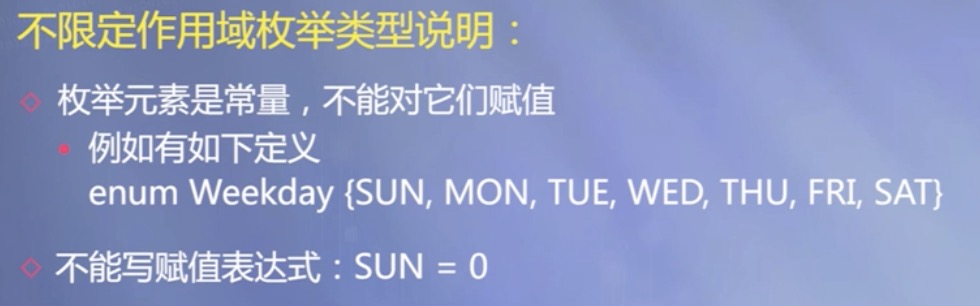 不限定作用域枚举类型说明：
◇ 枚举元素是常量，不能对它们赋值
• 例如有如下定义
enum Weekday {SUN, MON, TUE, WED, THU, FRI, SAT}
◇ 不能写赋值表达式：SUN = 0